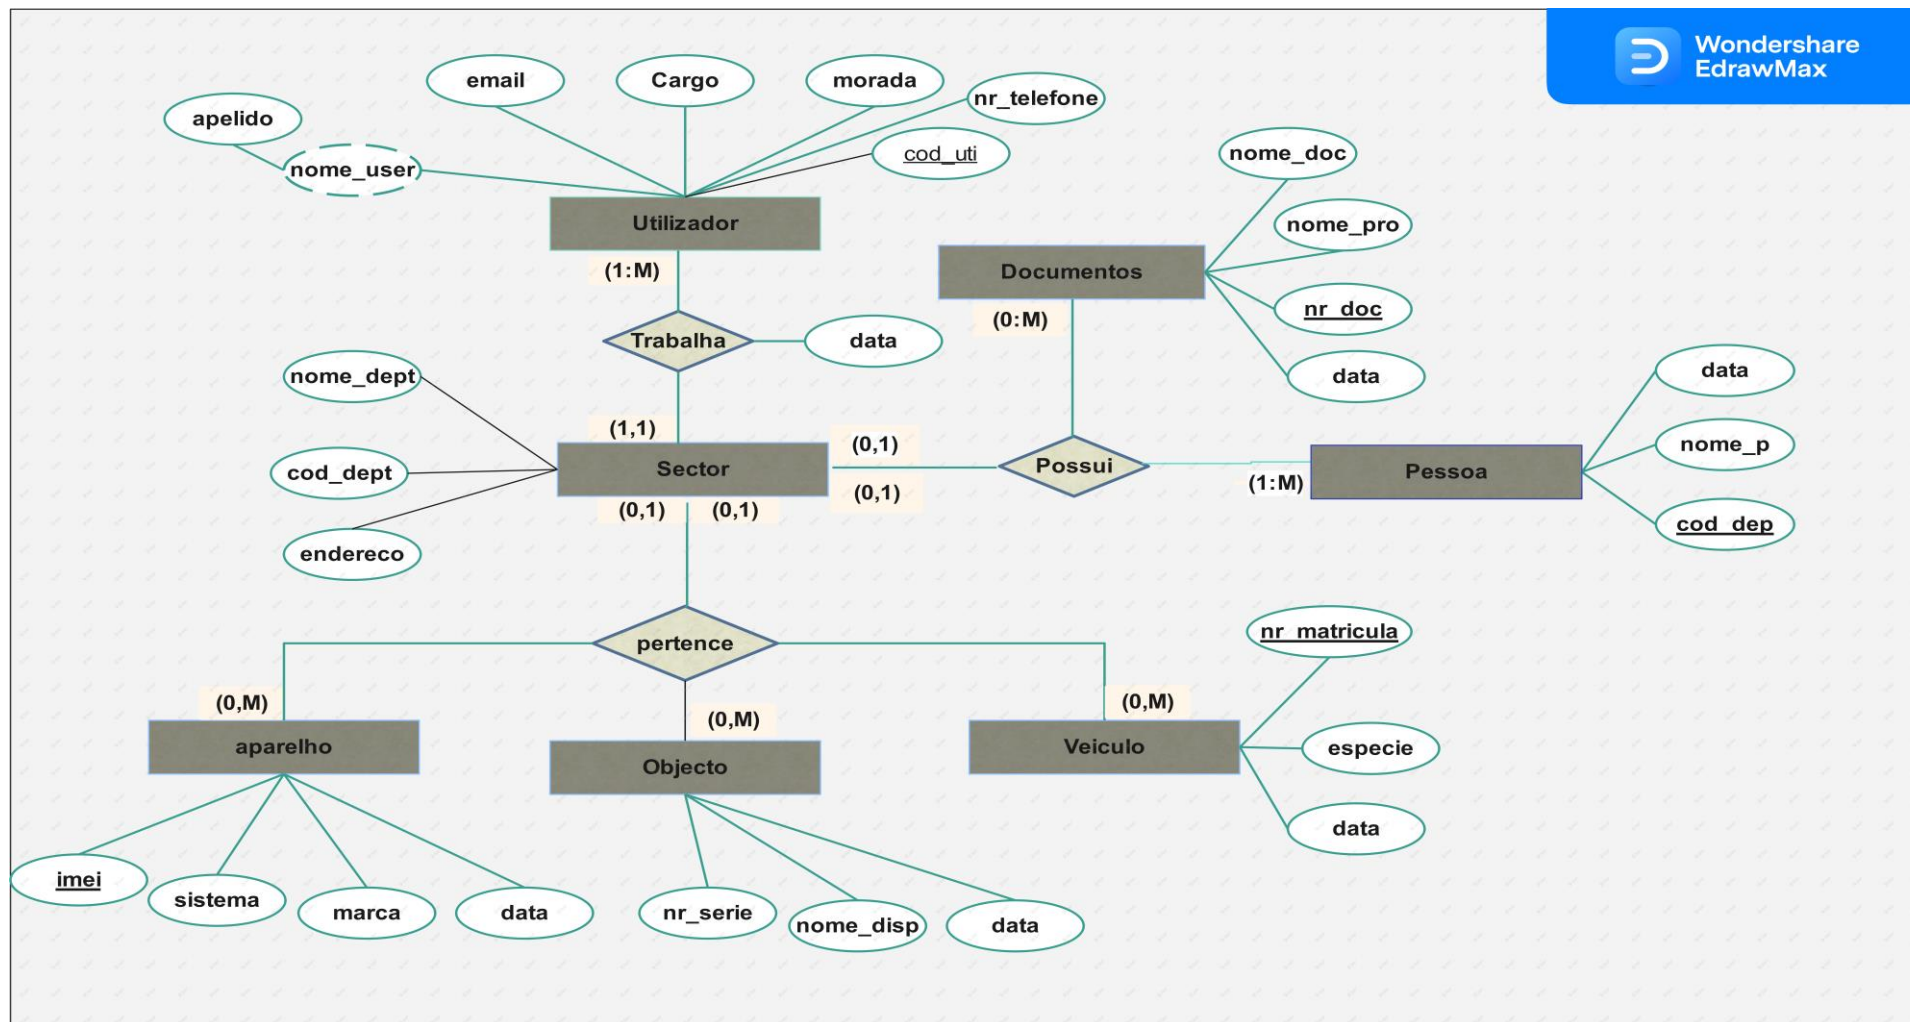 Wondershare
EdrawMax
email
Cargo
morada
nr_telefone
apelido
nome_user
cod_uti
nome_doc
Utilizador
nome_pro
(1:M)
Documentos
nr_doc
(0:M)
Trabalha
data
data
data
nome_dept
(1,1)
(0,1)
nome_p
Sector
Possui
Pessoa
cod_dept
(0,1)
(1:M)
(0,1)
(0,1)
cod_dep
endereco
pertence
nr_matricula
(0,M)
(0,M)
(0,M)
aparelho
Objecto
Veiculo
especie
data
imei
sistema
marca
data
nr_serie
nome_disp
data